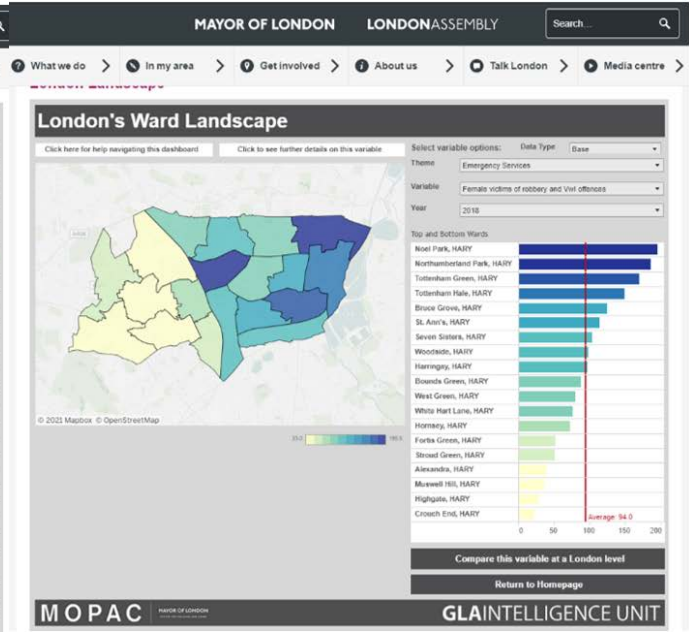 MAYOR OF LONDON LONDONASSEMBLY Search...
What we do In my area Get involved About us Talk London Media centre
London Landscape
London's Ward Landscape
Click here for help navigating this dashboard Click to see further details on this variable
Select variable options: Data Type Base
Theme Emergency Services
Variable Female victims of robbery and VwI offences
Year 2018
Top and Bottom Wards
Noel Park, HARY
Northumberland Park, HARY
Tottenham Green, HARY
Tottenham Hale, HARY
Bruce Grove, HARY
St. Ann's, HARY
Seven Sisters, HARY
Woodside, HARY
Harringay, HARY
Bounds Green, HARY
West Green, HARY
White Hart Lane, HARY
Hornsey, HARY
Fortis Green, HARY
Stroud Green, HARY
Alexandra, HARY
Muswell Hill, HARY
Highgate, HARY
Crouch End, HARY
Average: 94.0
0 50 100 150 200
© 2021 Mapbox © OpenStreetMap
Compare this variable at a London level
Return to Homepage
MOPAC MAYOR OF LONDON
GLAINTELLIGENCE UNIT